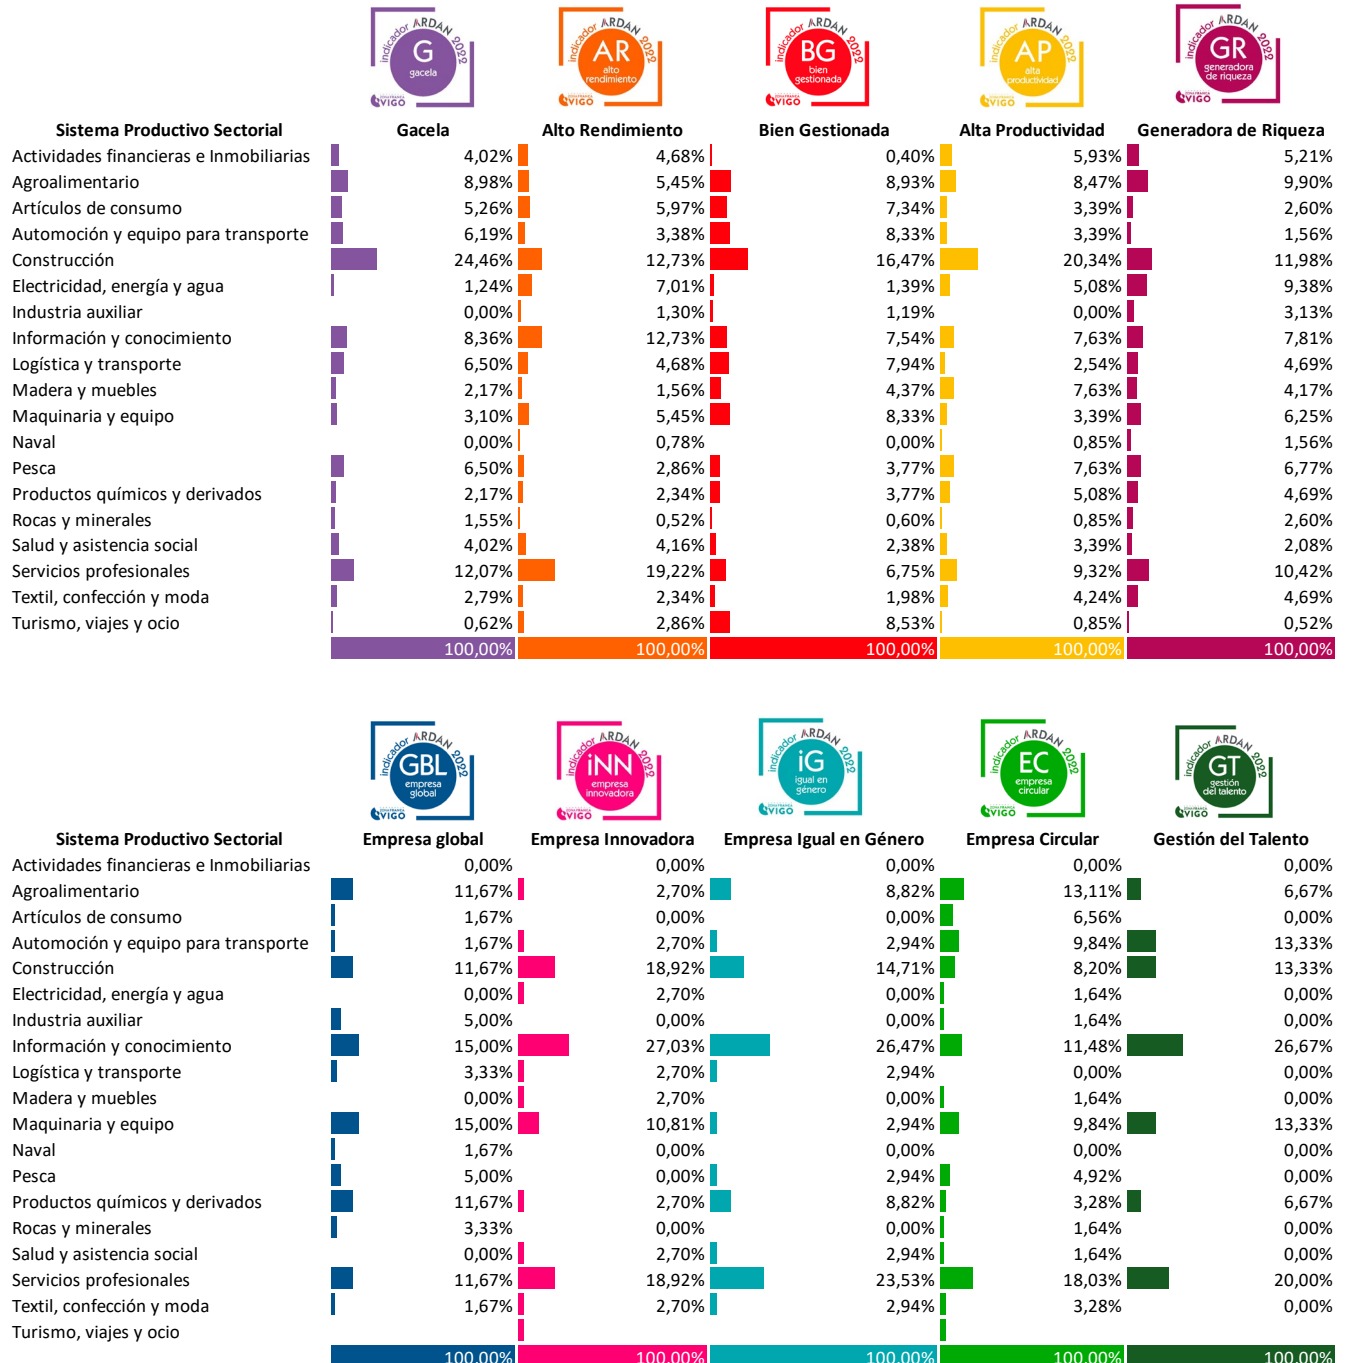 indicador ARDAN 2022 G gacela ZONA FRANCA VIGO
indicador ARDAN 2022 AR alto rendimiento ZONA FRANCA VIGO
indicador ARDAN 2022 BG bien gestionada ZONA FRANCA VIGO
indicador ARDAN 2022 AP alta productividad ZONA FRANCA VIGO
indicador ARDAN 2022 GR generadora de riqueza ZONA FRANCA VIGO
Sistema Productivo Sectorial Gacela Alto Rendimiento Bien Gestionada Alta Productividad Generadora de Riqueza
Actividades financieras e Inmobiliarias 4,02% 4,68% 0,40% 5,93% 5,21%
Agroalimentario 8,98% 5,45% 8,93% 8,47% 9,90%
Artículos de consumo 5,26% 5,97% 7,34% 3,39% 2,60%
Automoción y equipo para transporte 6,19% 3,38% 8,33% 3,39% 1,56%
Construcción 24,46% 12,73% 16,47% 20,34% 11,98%
Electricidad, energía y agua 1,24% 7,01% 1,39% 5,08% 9,38%
Industria auxiliar 0,00% 1,30% 1,19% 0,00% 3,13%
Información y conocimiento 8,36% 12,73% 7,54% 7,63% 7,81%
Logística y transporte 6,50% 4,68% 7,94% 2,54% 4,69%
Madera y muebles 2,17% 1,56% 4,37% 7,63% 4,17%
Maquinaria y equipo 3,10% 5,45% 8,33% 3,39% 6,25%
Naval 0,00% 0,78% 0,00% 0,85% 1,56%
Pesca 6,50% 2,86% 3,77% 7,63% 6,77%
Productos químicos y derivados 2,17% 2,34% 3,77% 5,08% 4,69%
Rocas y minerales 1,55% 0,52% 0,60% 0,85% 2,60%
Salud y asistencia social 4,02% 4,16% 2,38% 3,39% 2,08%
Servicios profesionales 12,07% 19,22% 6,75% 9,32% 10,42%
Textil, confección y moda 2,79% 2,34% 1,98% 4,24% 4,69%
Turismo, viajes y ocio 0,62% 2,86% 8,53% 0,85% 0,52%
100,00% 100,00% 100,00% 100,00% 100,00%
indicador ARDAN 2022 GBL empresa global ZONA FRANCA VIGO
indicador ARDAN 2022 iNN empresa innovadora ZONA FRANCA VIGO
indicador ARDAN 2022 iG igual en género ZONA FRANCA VIGO
indicador ARDAN 2022 EC empresa circular ZONA FRANCA VIGO
indicador ARDAN 2022 GT gestión del talento ZONA FRANCA VIGO
Sistema Productivo Sectorial Empresa global Empresa Innovadora Empresa Igual en Género Empresa Circular Gestión del Talento
Actividades financieras e Inmobiliarias 0,00% 0,00% 0,00% 0,00% 0,00%
Agroalimentario 11,67% 2,70% 8,82% 13,11% 6,67%
Artículos de consumo 1,67% 0,00% 0,00% 6,56% 0,00%
Automoción y equipo para transporte 1,67% 2,70% 2,94% 9,84% 13,33%
Construcción 11,67% 18,92% 14,71% 8,20% 13,33%
Electricidad, energía y agua 0,00% 2,70% 0,00% 1,64% 0,00%
Industria auxiliar 5,00% 0,00% 0,00% 1,64% 0,00%
Información y conocimiento 15,00% 27,03% 26,47% 11,48% 26,67%
Logística y transporte 3,33% 2,70% 2,94% 0,00% 0,00%
Madera y muebles 0,00% 2,70% 0,00% 1,64% 0,00%
Maquinaria y equipo 15,00% 10,81% 2,94% 9,84% 13,33%
Naval 1,67% 0,00% 0,00% 0,00% 0,00%
Pesca 5,00% 0,00% 2,94% 4,92% 0,00%
Productos químicos y derivados 11,67% 2,70% 8,82% 3,28% 6,67%
Rocas y minerales 3,33% 0,00% 0,00% 1,64% 0,00%
Salud y asistencia social 0,00% 2,70% 2,94% 1,64% 0,00%
Servicios profesionales 11,67% 18,92% 23,53% 18,03% 20,00%
Textil, confección y moda 1,67% 2,70% 2,94% 3,28% 0,00%
Turismo, viajes y ocio
100,00% 100,00% 100,00% 100,00% 100,00%